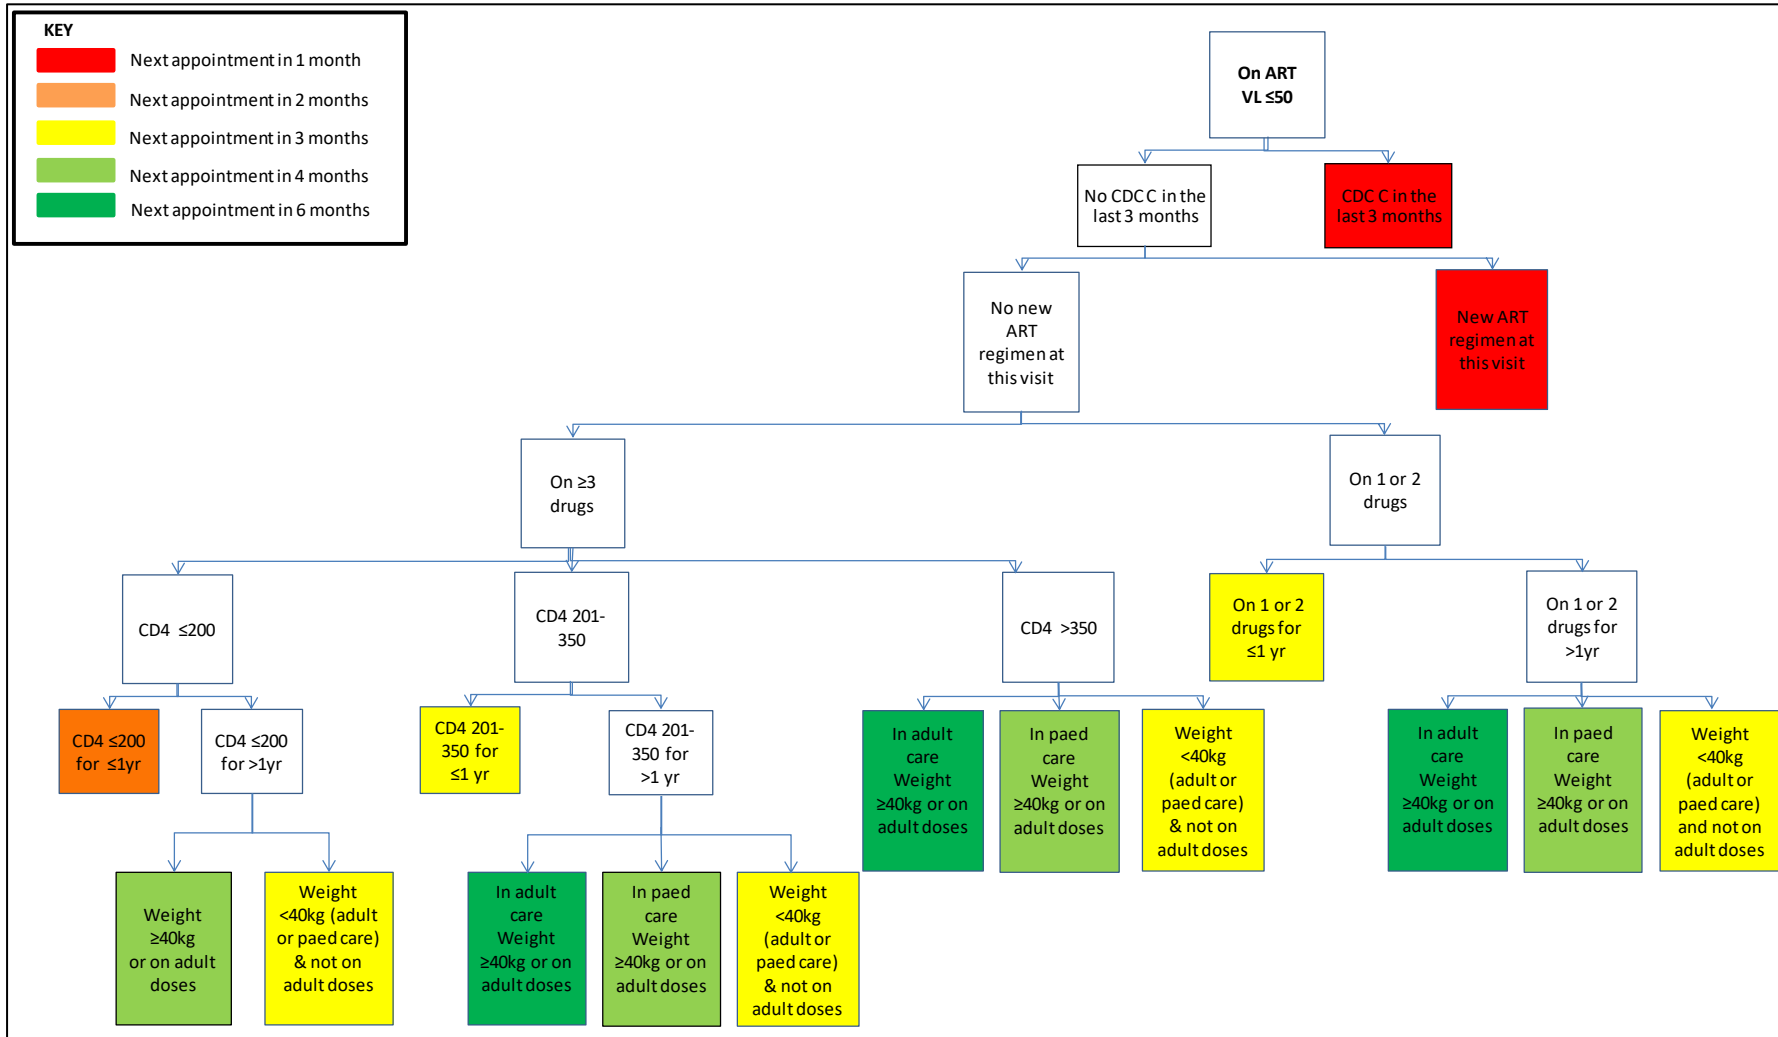 KEY
Next appointment in 1 month
Next appointment in 2 months
Next appointment in 3 months
Next appointment in 4 months
Next appointment in 6 months
On ART
VL ≤50
No CDC C in the
last 3 months
CDC C in the
last 3 months
No new
ART
regimen at
this visit
New ART
regimen at
this visit
On ≥3
drugs
On 1 or 2
drugs
CD4 ≤200
CD4 201-
350
CD4 >350
On 1 or 2
drugs for
≤1 yr
On 1 or 2
drugs for
>1yr
CD4 ≤200
for ≤1yr
CD4 ≤200
for >1yr
CD4 201-
350 for
≤1 yr
CD4 201-
350 for
>1 yr
In adult
care
Weight
≥40kg or on
adult doses
In paed
care
Weight
≥40kg or on
adult doses
Weight
<40kg
(adult or
paed care)
& not on
adult doses
In adult
care
Weight
≥40kg or on
adult doses
In paed
care
Weight
≥40kg or on
adult doses
Weight
<40kg
(adult or
paed care)
and not on
adult doses
Weight
≥40kg
or on adult
doses
Weight
<40kg (adult
or paed care)
& not on
adult doses
In adult
care
Weight
≥40kg or on
adult doses
In paed
care
Weight
≥40kg or on
adult doses
Weight
<40kg
(adult or
paed care)
& not on
adult doses